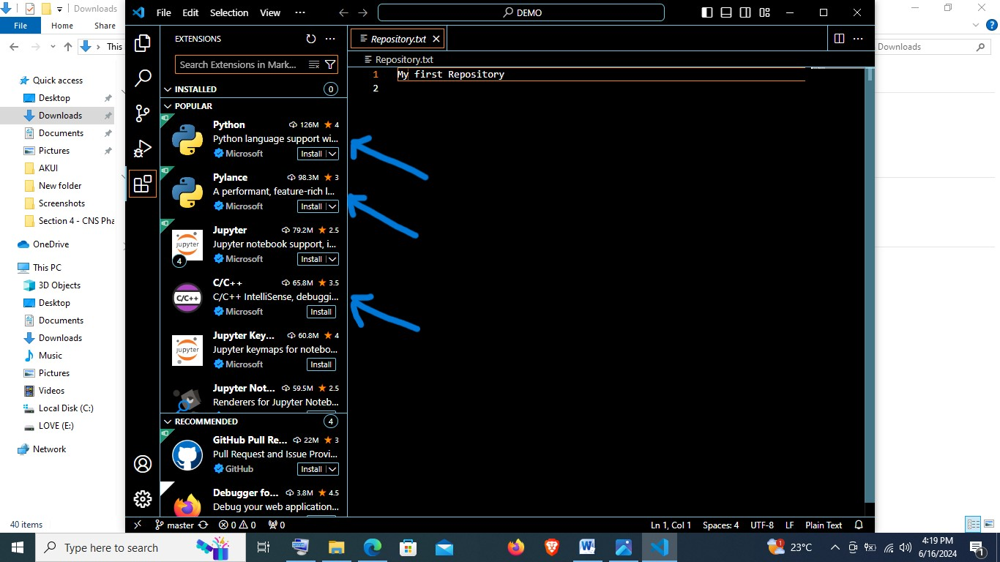 Downloads
File
Home
Share
This
Quick access
Desktop
Downloads
Documents
Pictures
AKUI
New folder
Screenshots
Section 4 - CNS Pha
OneDrive
This PC
3D Objects
Desktop
Documents
Downloads
Music
Pictures
Videos
Local Disk (C:)
LOVE (E:)
Network
40 items
File Edit Selection View ···
DEMO
EXTENSIONS
Search Extensions in Mark...
INSTALLED 0
POPULAR
Python 126M ★ 4
Python language support wi...
Microsoft Install
Pylance 98.3M ★ 3
A performant, feature-rich l...
Microsoft Install
Jupyter 79.2M ★ 2.5
jupyter
Jupyter notebook support, i...
4
Microsoft Install
C/C++ 65.8M ★ 3.5
C/C++
C/C++ IntelliSense, debuggi...
Microsoft Install
Jupyter Key... 60.8M ★ 4
jupyter
Jupyter keymaps for notebo...
Microsoft Install
Jupyter Not... 59.5M ★ 2.5
Renderers for Jupyter Noteb...
RECOMMENDED 4
GitHub Pull Re... 22M ★ 3
Pull Request and Issue Provi...
GitHub Install
Debugger fo... 3.8M ★ 4.5
Debug your web application...
Repository.txt
Repository.txt
1 My first Repository
2
master 0 0 0
Ln 1, Col 1 Spaces: 4 UTF-8 LF Plain Text
Downloads
Type here to search
W
1
23°C
4:19 PM
6/16/2024
1